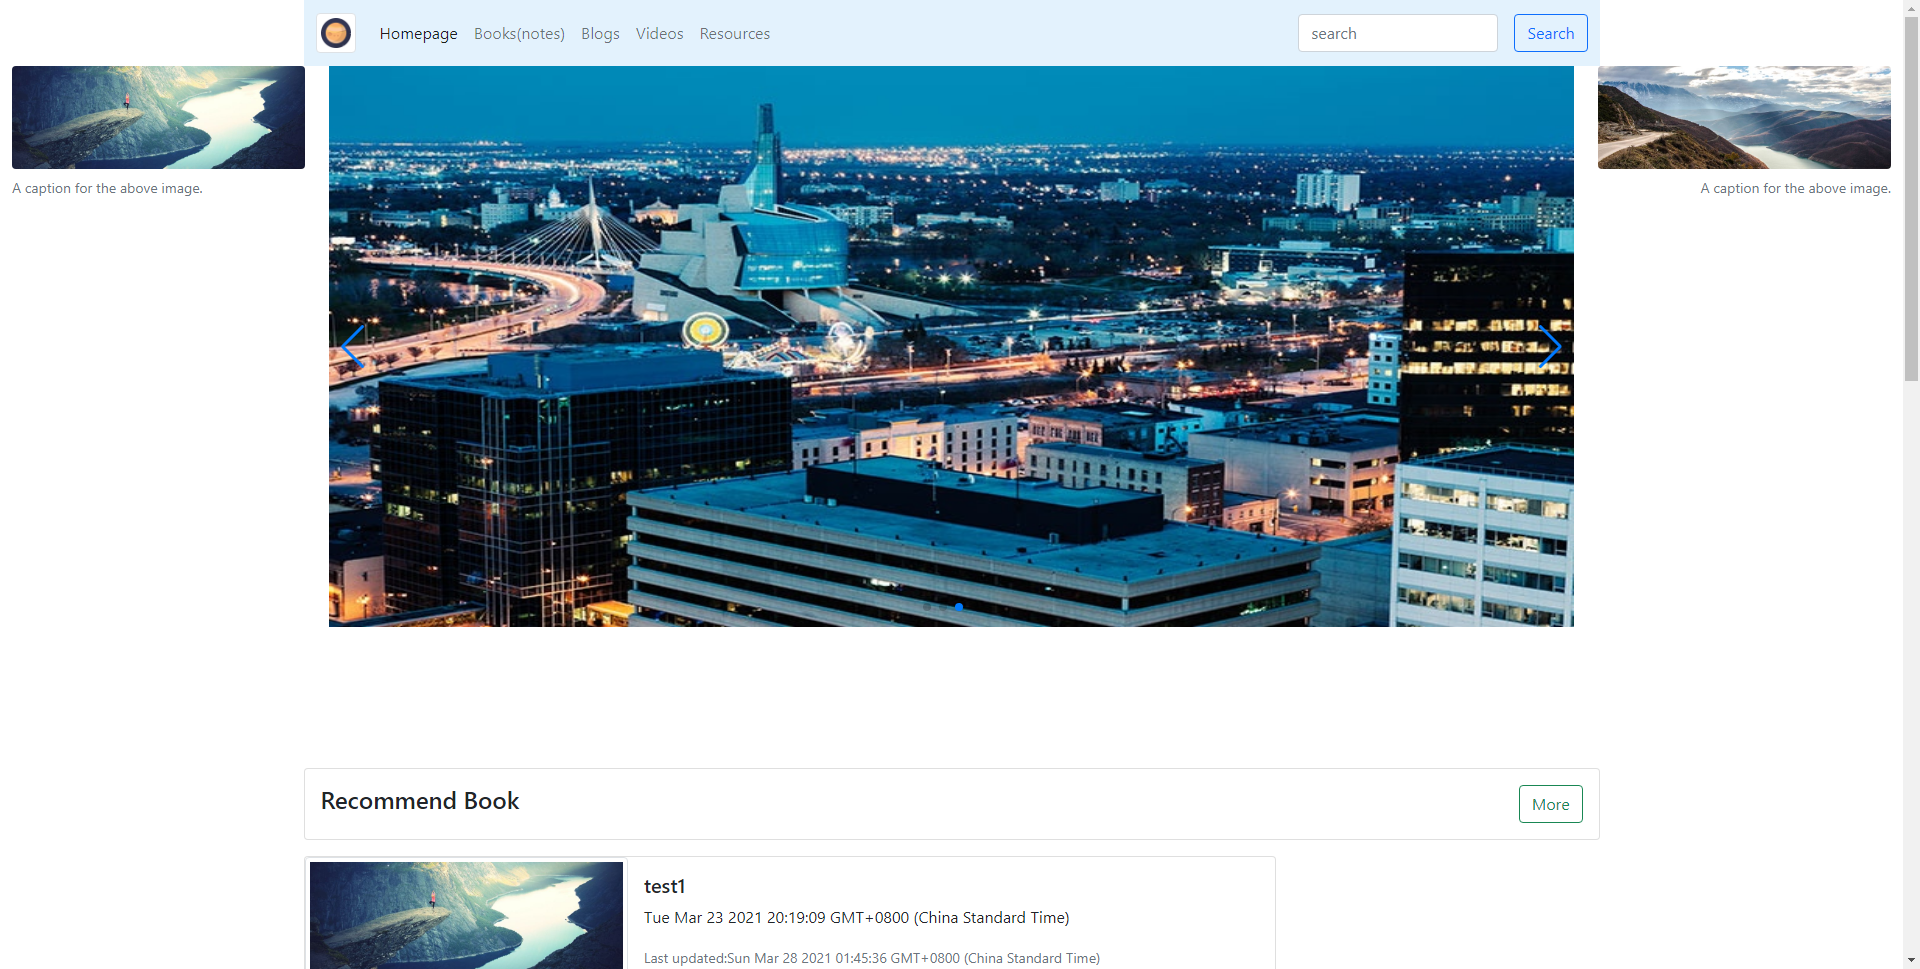 Homepage Books(notes) Blogs Videos Resources search Search
A caption for the above image.
A caption for the above image.
Recommend Book More
test1
Tue Mar 23 2021 20:19:09 GMT+0800 (China Standard Time)
Last updated:Sun Mar 28 2021 01:45:36 GMT+0800 (China Standard Time)